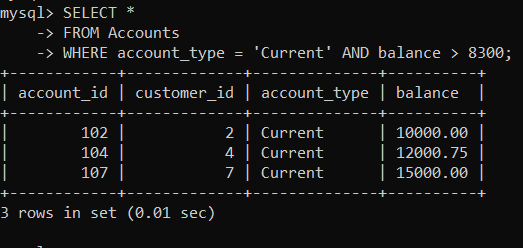 mysql> SELECT *
    -> FROM Accounts
    -> WHERE account_type = 'Current' AND balance > 8300;
+------------+-------------+--------------+----------+
| account_id | customer_id | account_type | balance  |
+------------+-------------+--------------+----------+
|        102 |           2 | Current      | 10000.00 |
|        104 |           4 | Current      | 12000.75 |
|        107 |           7 | Current      | 15000.00 |
+------------+-------------+--------------+----------+
3 rows in set (0.01 sec)